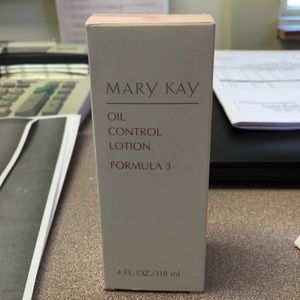 MARY KAY
OIL
CONTROL
LOTION
FORMULA 3
4 FL. OZ./118 ml